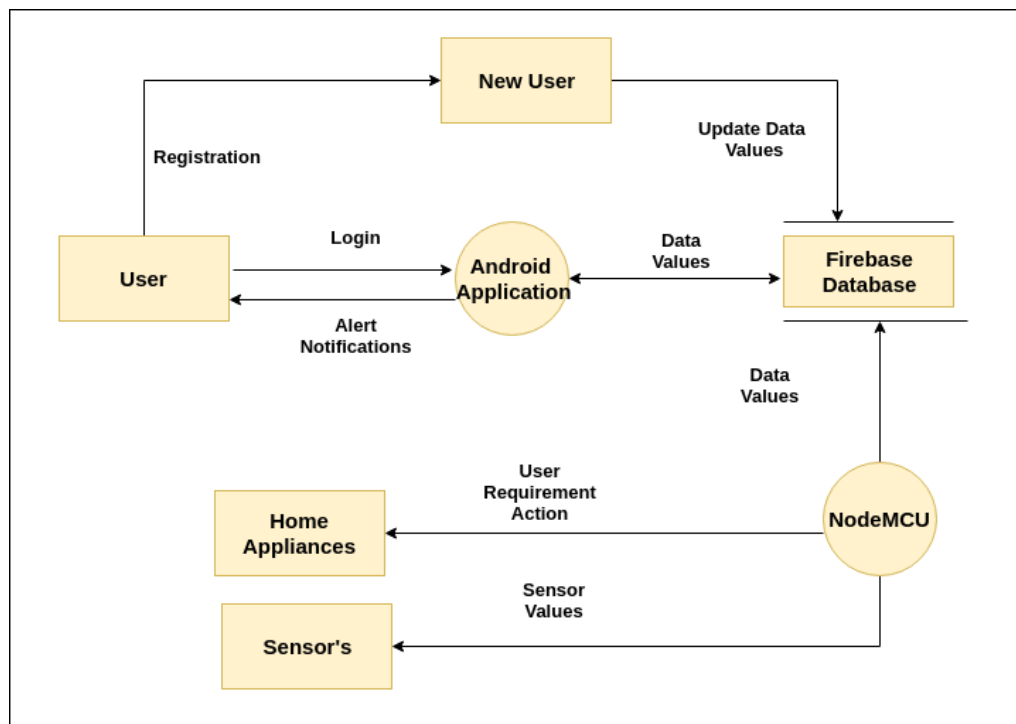 New User
Update Data
Values
Registration
Login
User
Android
Application
Data
Values
Firebase
Database
Alert
Notifications
Data
Values
User
Requirement
Action
Home
Appliances
NodeMCU
Sensor
Values
Sensor's